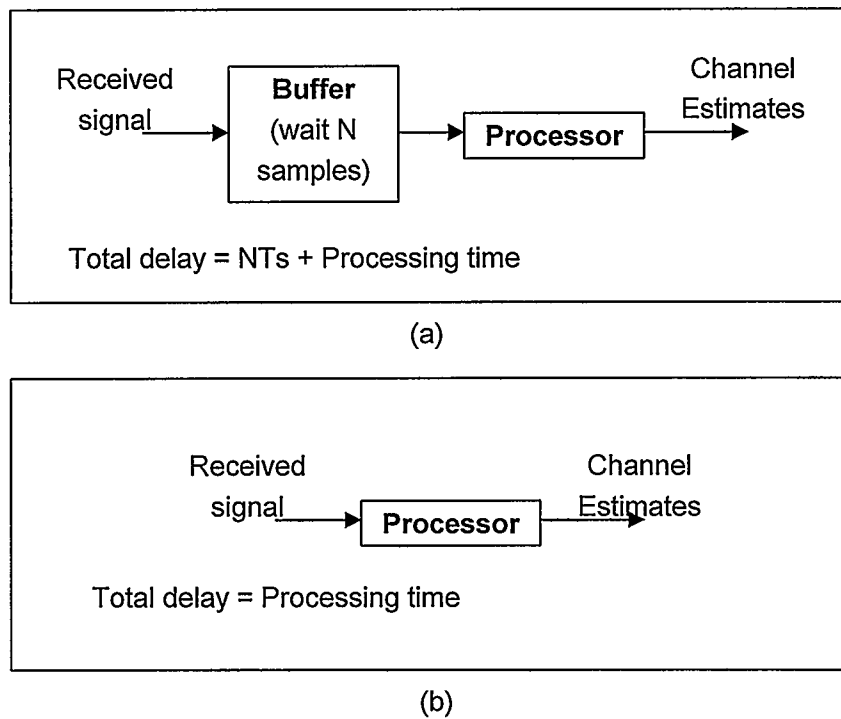 Received
signal
Buffer
(wait N
samples)
Processor
Channel
Estimates
Total delay = NTs + Processing time
(a)
Received
signal
Processor
Channel
Estimates
Total delay = Processing time
(b)